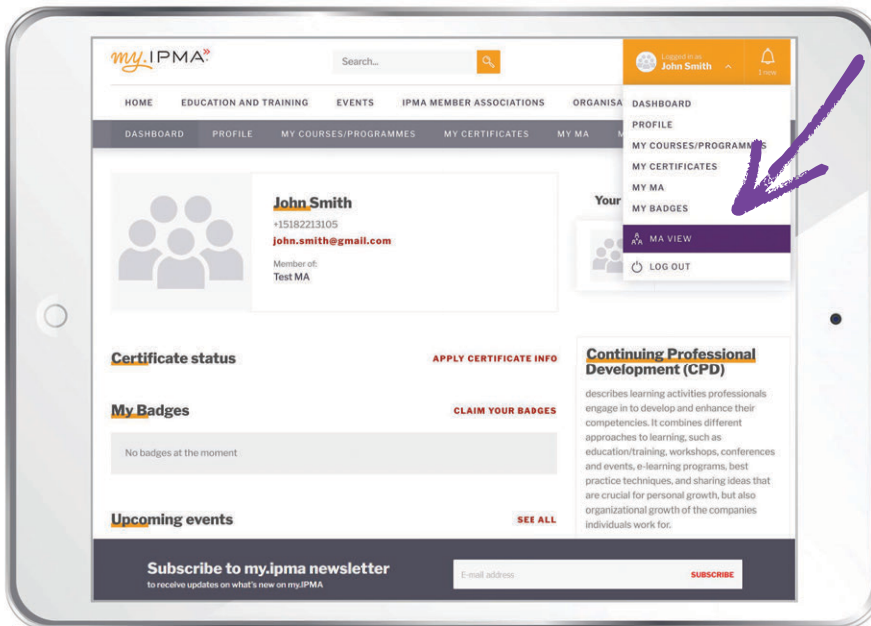 my.IPMA
Search...
Logged in as
John Smith
3 new
HOME EDUCATION AND TRAINING EVENTS IPMA MEMBER ASSOCIATIONS
DASHBOARD PROFILE MY COURSES/PROGRAMMES MY CERTIFICATES MY MA
DASHBOARD
PROFILE
MY COURSES/PROGRAMMES
MY CERTIFICATES
MY MA
MY BADGES
MA VIEW
LOG OUT
John Smith
+15182213105
john.smith@gmail.com
Member of:
Test MA
Your
Certificate status APPLY CERTIFICATE INFO
My Badges CLAIM YOUR BADGES
No badges at the moment
Upcoming events SEE ALL
Continuing Professional
Development (CPD)
describes learning activities professionals
engage in to develop and enhance their
competencies. It combines different
approaches to learning, such as
education/training, workshops, conferences
and events, e-learning programs, best
practice techniques, and sharing ideas that
are crucial for personal growth, but also
organizational growth of the companies
individuals work for.
Subscribe to my.ipma newsletter
to receive updates on what's new on my.IPMA
E-mail address SUBSCRIBE